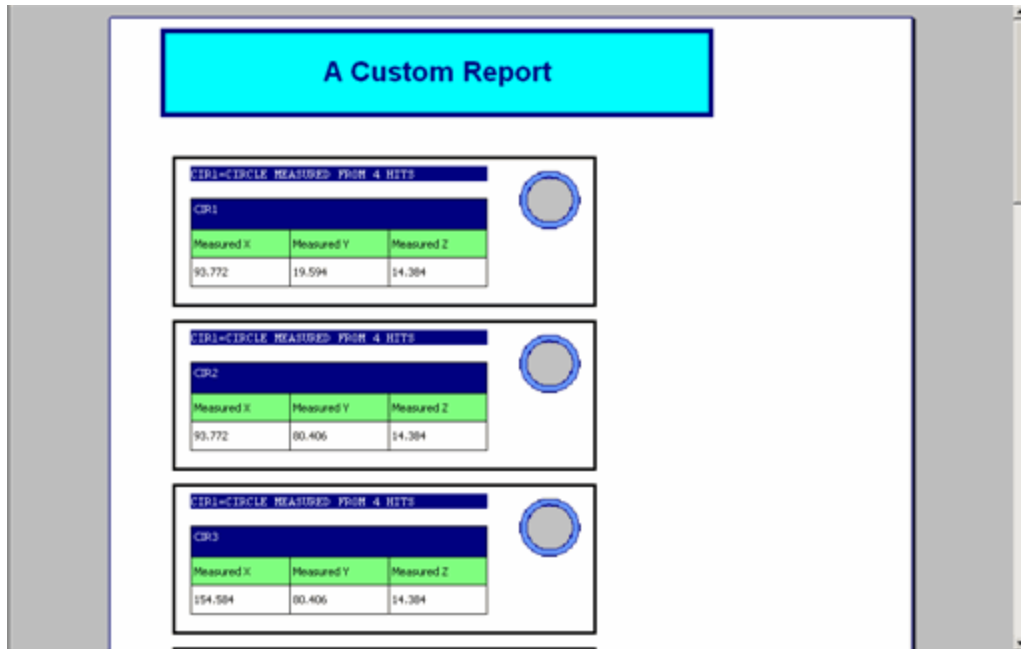 A Custom Report
CIR1=CIRCLE MEASURED FROM 4 HITS
CIR1
Measured X Measured Y Measured Z
93.772 19.594 14.384
CIR1=CIRCLE MEASURED FROM 4 HITS
CIR2
Measured X Measured Y Measured Z
93.772 80.406 14.384
CIR1=CIRCLE MEASURED FROM 4 HITS
CIR3
Measured X Measured Y Measured Z
154.584 80.406 14.384